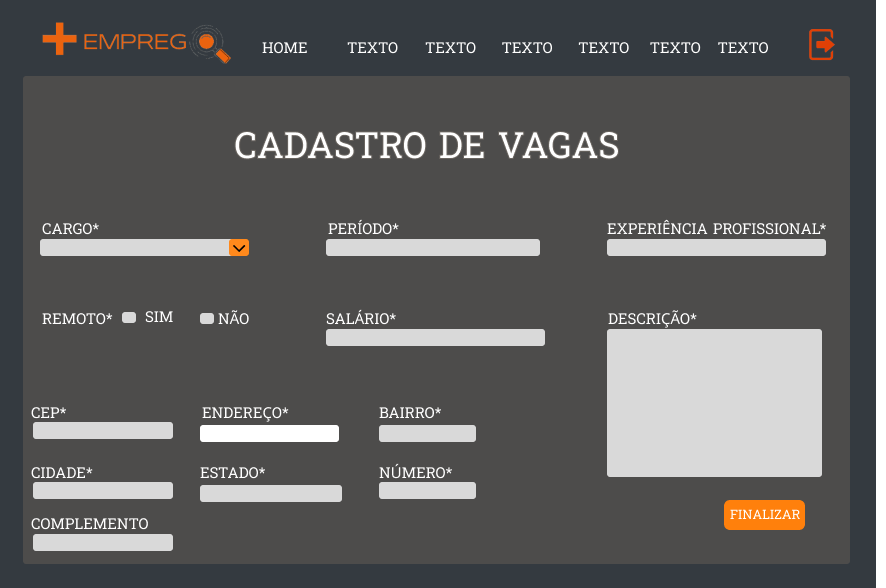 EMPREGO
HOME TEXTO TEXTO TEXTO TEXTO TEXTO TEXTO
CADASTRO DE VAGAS
CARGO* PERÍODO* EXPERIÊNCIA PROFISSIONAL*
REMOTO* SIM NÃO SALÁRIO* DESCRIÇÃO*
CEP* ENDEREÇO* BAIRRO*
CIDADE* ESTADO* NÚMERO*
COMPLEMENTO
FINALIZAR